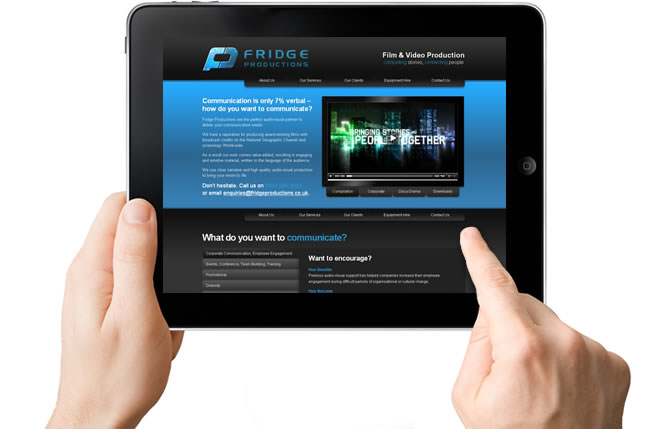 FRIDGE
PRODUCTIONS
Film & Video Production
compelling stories, connecting people
About Us Our Services Our Clients Equipment Hire Contact Us
Communication is only 7% verbal –
how do you want to communicate?
Fridge Productions are the perfect audio-visual partner to
deliver your communication needs.
We have a reputation for producing award-winning films with
broadcast credits on the National Geographic Channel and
screenings Worldwide.
As a result our work comes value-added, providing in engaging
and emotive material, written in the language of the audience.
We use clear narrative and high-quality audio-visual production
to bring your vision to life.
Don't hesitate. Call us on
or email enquiries@fridgeproductions.co.uk.
BRINGING STORIES
PEOPLE TOGETHER
Compilation Corporate Docu-Drama Downloads
About Us Our Services Our Clients Equipment Hire Contact Us
What do you want to communicate?
Corporate Communication, Employee Engagement
Events, Conference, Team-Building, Training
Promotional
Diversity
Want to encourage?
Your Benefits
Previous audio-visual support has helped companies increase their employee
engagement during difficult periods of organisational or cultural change.
Your Business